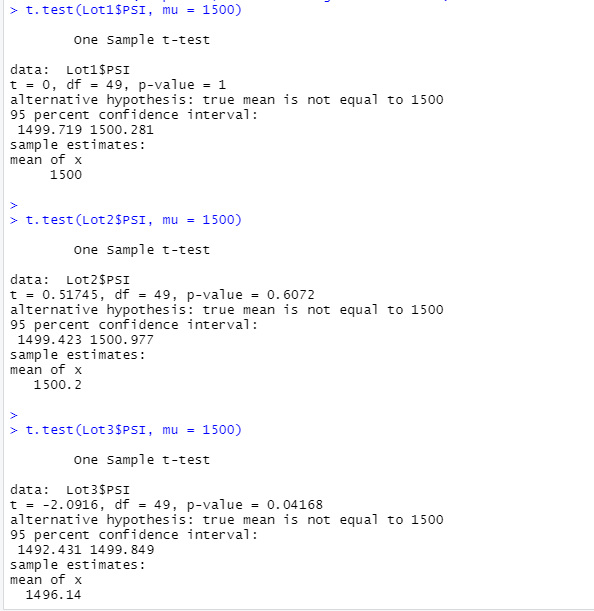 > t.test(Lot1$PSI, mu = 1500)
One Sample t-test
data: Lot1$PSI
t = 0, df = 49, p-value = 1
alternative hypothesis: true mean is not equal to 1500
95 percent confidence interval:
1499.719 1500.281
sample estimates:
mean of x
1500
>
> t.test(Lot2$PSI, mu = 1500)
One Sample t-test
data: Lot2$PSI
t = 0.51745, df = 49, p-value = 0.6072
alternative hypothesis: true mean is not equal to 1500
95 percent confidence interval:
1499.423 1500.977
sample estimates:
mean of x
1500.2
>
> t.test(Lot3$PSI, mu = 1500)
One Sample t-test
data: Lot3$PSI
t = -2.0916, df = 49, p-value = 0.04168
alternative hypothesis: true mean is not equal to 1500
95 percent confidence interval:
1492.431 1499.849
sample estimates:
mean of x
1496.14